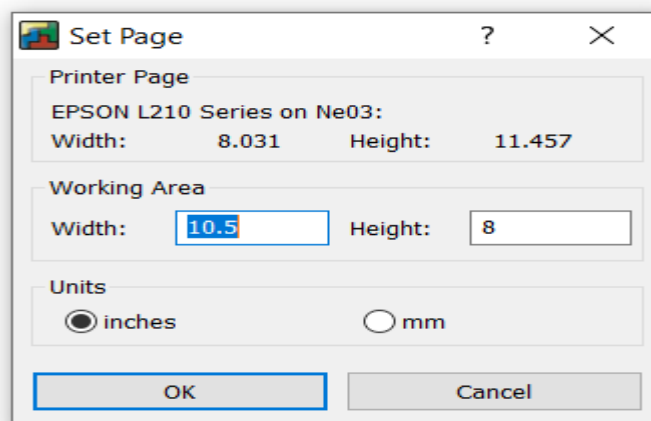 Set Page
Printer Page
EPSON L210 Series on Ne03:
Width: 8.031 Height: 11.457
Working Area
Width: 10.5 Height: 8
Units
inches mm
OK Cancel